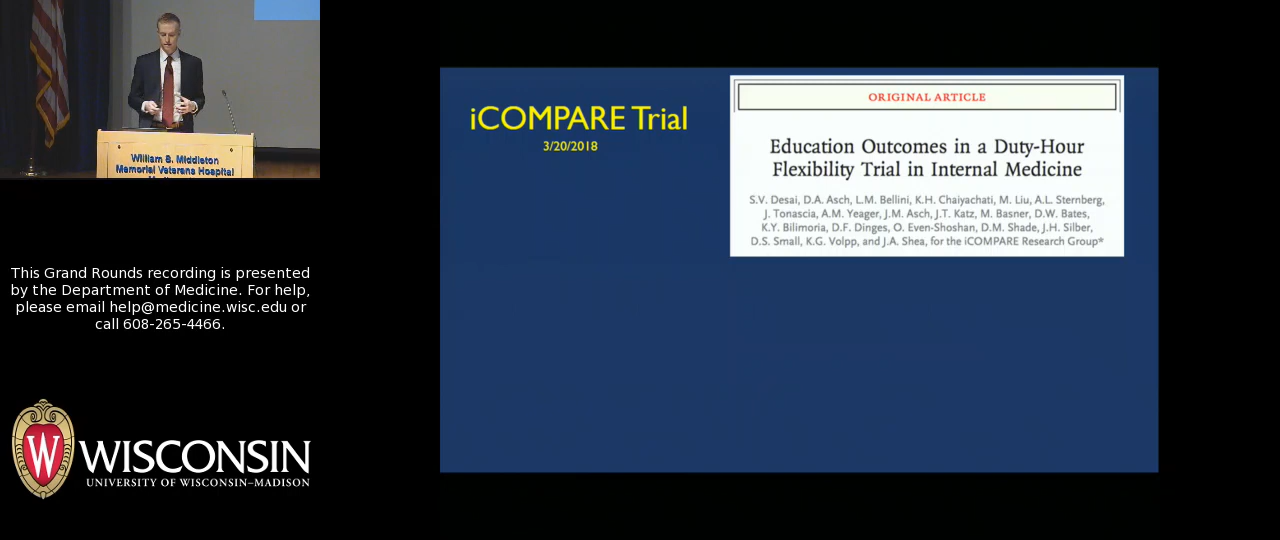 William S. Middleton
Memorial Veterans Hospital
This Grand Rounds recording is presented
by the Department of Medicine. For help,
please email help@medicine.wisc.edu or
call 608-265-4466.
W
WISCONSIN
UNIVERSITY OF WISCONSIN–MADISON
iCOMPARE Trial
3/20/2018
ORIGINAL ARTICLE
Education Outcomes in a Duty-Hour
Flexibility Trial in Internal Medicine
S.V. Desai, D.A. Asch, L.M. Bellini, K.H. Chaiyachati, M. Liu, A.L. Sternberg,
J. Tonascia, A.M. Yeager, J.M. Asch, J.T. Katz, M. Basner, D.W. Bates,
K.Y. Bilimoria, D.F. Dinges, O. Even-Shoshan, D.M. Shade, J.H. Silber,
D.S. Small, K.G. Volpp, and J.A. Shea, for the iCOMPARE Research Group*